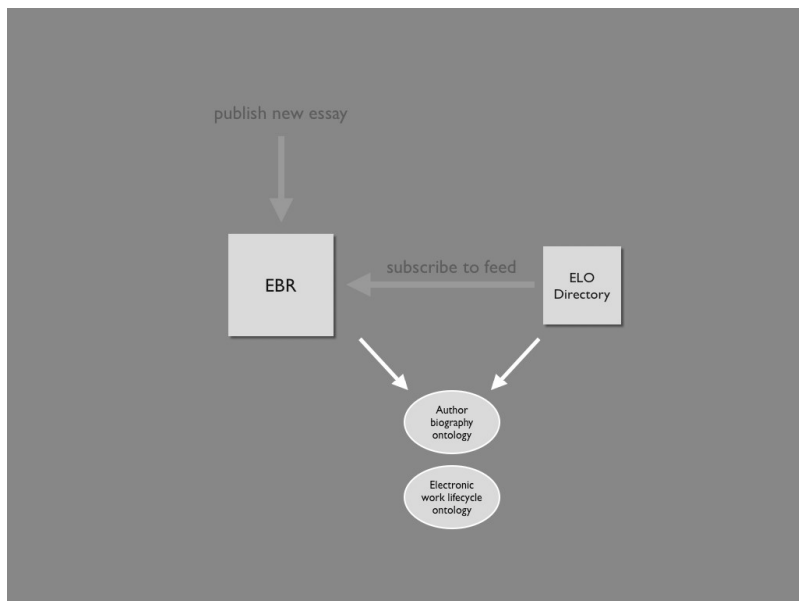 publish new essay
EBR
subscribe to feed
ELO
Directory
Author
biography
ontology
Electronic
work lifecycle
ontology